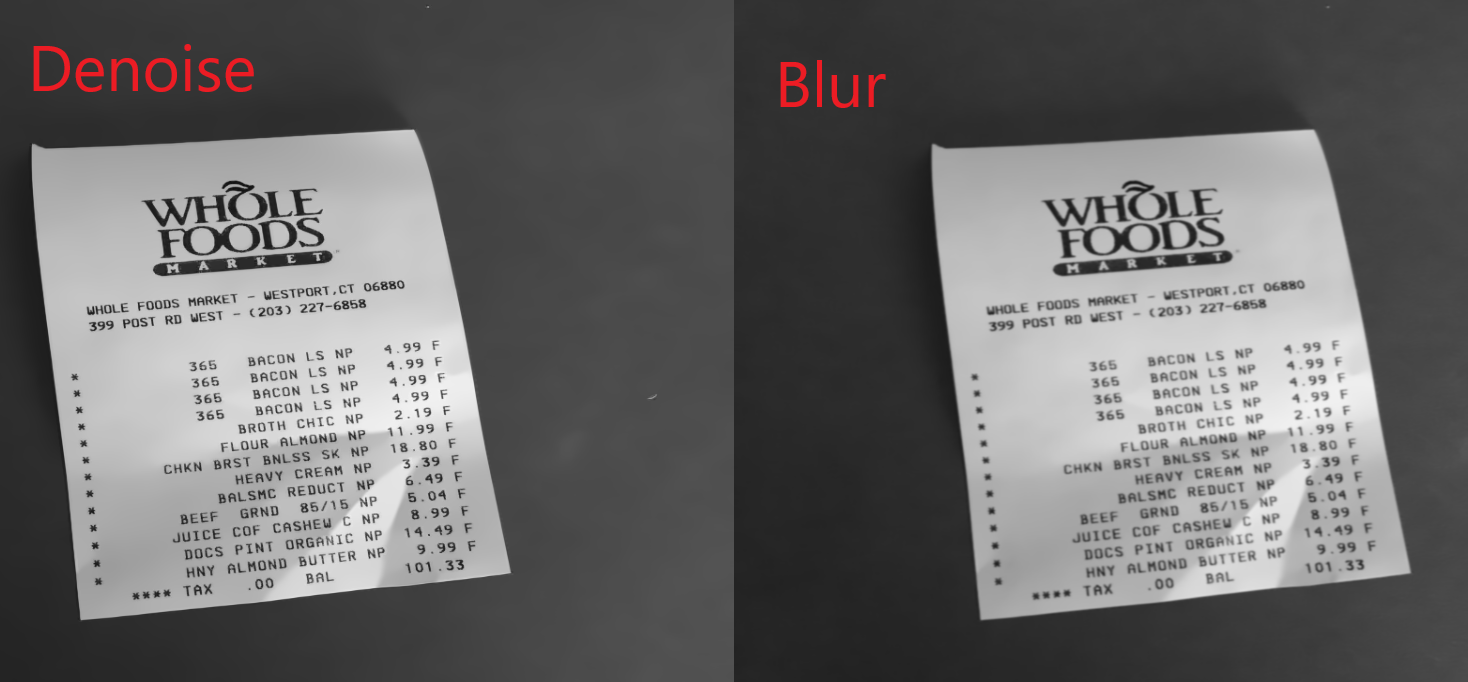 Denoise
WHOLE
FOODS
MARKET
WHOLE FOODS MARKET - WESTPORT,CT 06880
399 POST RD WEST - (203) 227-6858
* 365 BACON LS NP 4.99 F
* 365 BACON LS NP 4.99 F
* 365 BACON LS NP 4.99 F
* 365 BACON LS NP 4.99 F
* BROTH CHIC NP 2.19 F
* FLOUR ALMOND NP 11.99 F
* CHKN BRST BNLSS SK NP 18.80 F
* HEAVY CREAM NP 3.39 F
* BALSMC REDUCT NP 6.49 F
* BEEF GRND 85/15 NP 5.04 F
* JUICE COF CASHEW C NP 8.99 F
* DOCS PINT ORGANIC NP 14.49 F
* HNY ALMOND BUTTER NP 9.99 F
**** TAX .00 BAL 101.33
Blur
WHOLE
FOODS
MARKET
WHOLE FOODS MARKET - WESTPORT,CT 06880
399 POST RD WEST - (203) 227-6858
* 365 BACON LS NP 4.99 F
* 365 BACON LS NP 4.99 F
* 365 BACON LS NP 4.99 F
* 365 BACON LS NP 4.99 F
* BROTH CHIC NP 2.19 F
* FLOUR ALMOND NP 11.99 F
* CHKN BRST BNLSS SK NP 18.80 F
* HEAVY CREAM NP 3.39 F
* BALSMC REDUCT NP 6.49 F
* BEEF GRND 85/15 NP 5.04 F
* JUICE COF CASHEW C NP 8.99 F
* DOCS PINT ORGANIC NP 14.49 F
* HNY ALMOND BUTTER NP 9.99 F
**** TAX .00 BAL 101.33